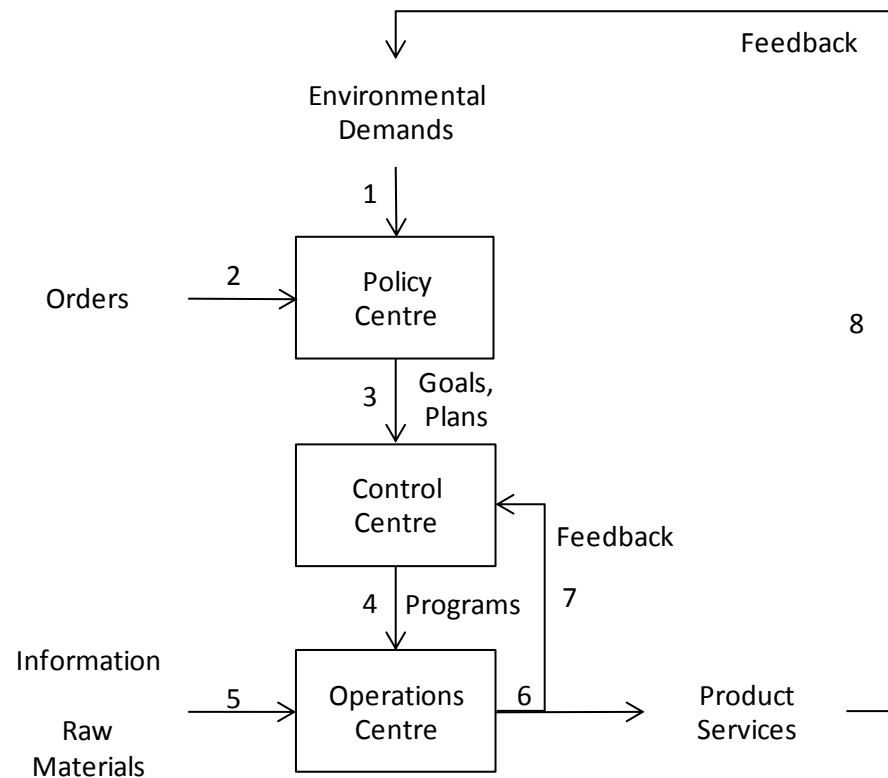 Feedback
Environmental
Demands
1
2
Orders
Policy
Centre
8
3
Goals,
Plans
Control
Centre
Feedback
4
Programs
7
Information
5
Operations
Centre
6
Product
Services
Raw
Materials